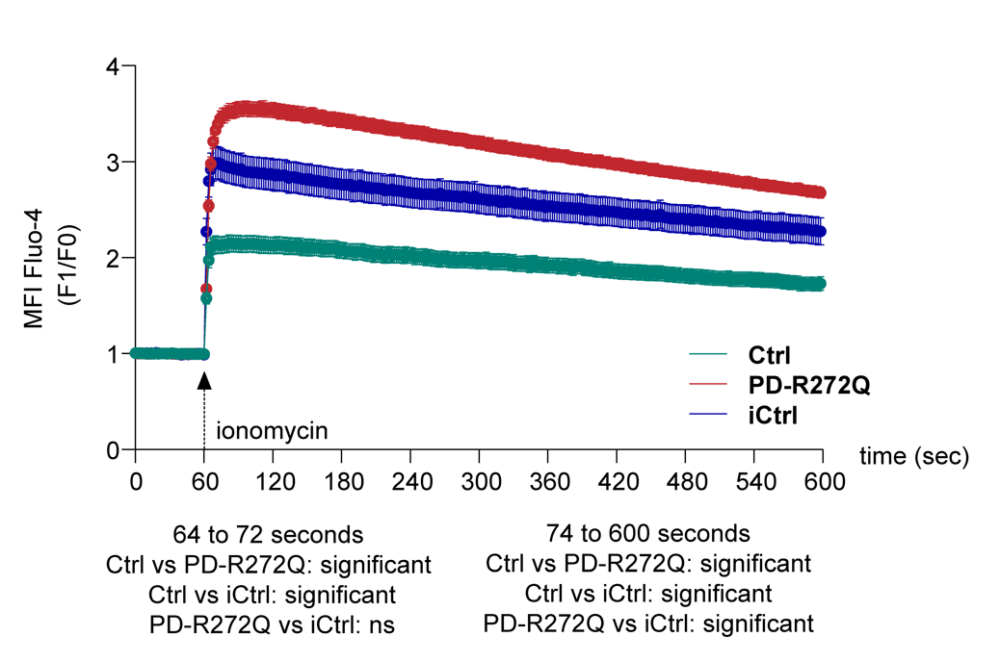 4
3
2
1
0
MFI Fluo-4
(F1/F0)
Ctrl
PD-R272Q
iCtrl
ionomycin
time (sec)
0 60 120 180 240 300 360 420 480 540 600
64 to 72 seconds
Ctrl vs PD-R272Q: significant
Ctrl vs iCtrl: significant
PD-R272Q vs iCtrl: ns
74 to 600 seconds
Ctrl vs PD-R272Q: significant
Ctrl vs iCtrl: significant
PD-R272Q vs iCtrl: significant